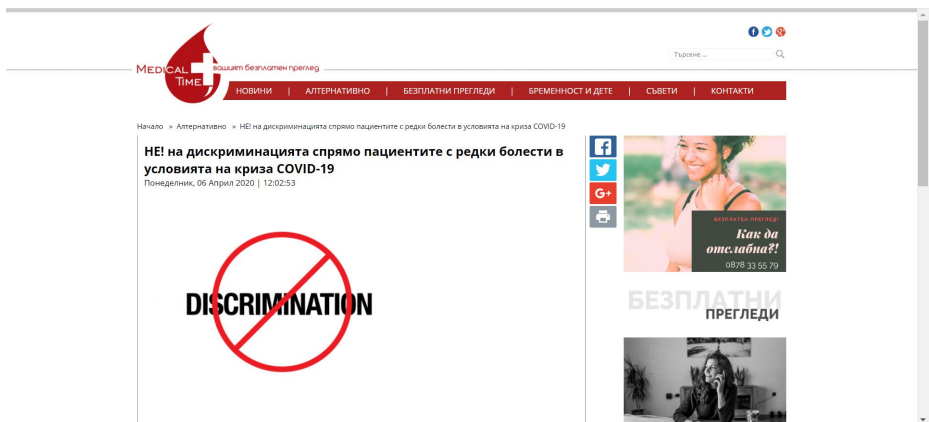 Търсене ...
MEDICAL
TIME
вашият безплатен преглед
НОВИНИ | АЛТЕРНАТИВНО | БЕЗПЛАТНИ ПРЕГЛЕДИ | БРЕМЕННОСТ И ДЕТЕ | СЪВЕТИ | КОНТАКТИ
Начало » Алтернативно » НЕ! на дискриминацията спрямо пациентите с редки болести в условията на криза COVID-19
НЕ! на дискриминацията спрямо пациентите с редки болести в
условията на криза COVID-19
Понеделник, 06 Април 2020 | 12:02:53
DISCRIMINATION
G+
БЕЗПЛАТЕН ПРЕГЛЕД!
Как да
отслабна?!
0878 33 55 79
БЕЗПЛАТНИ
ПРЕГЛЕДИ